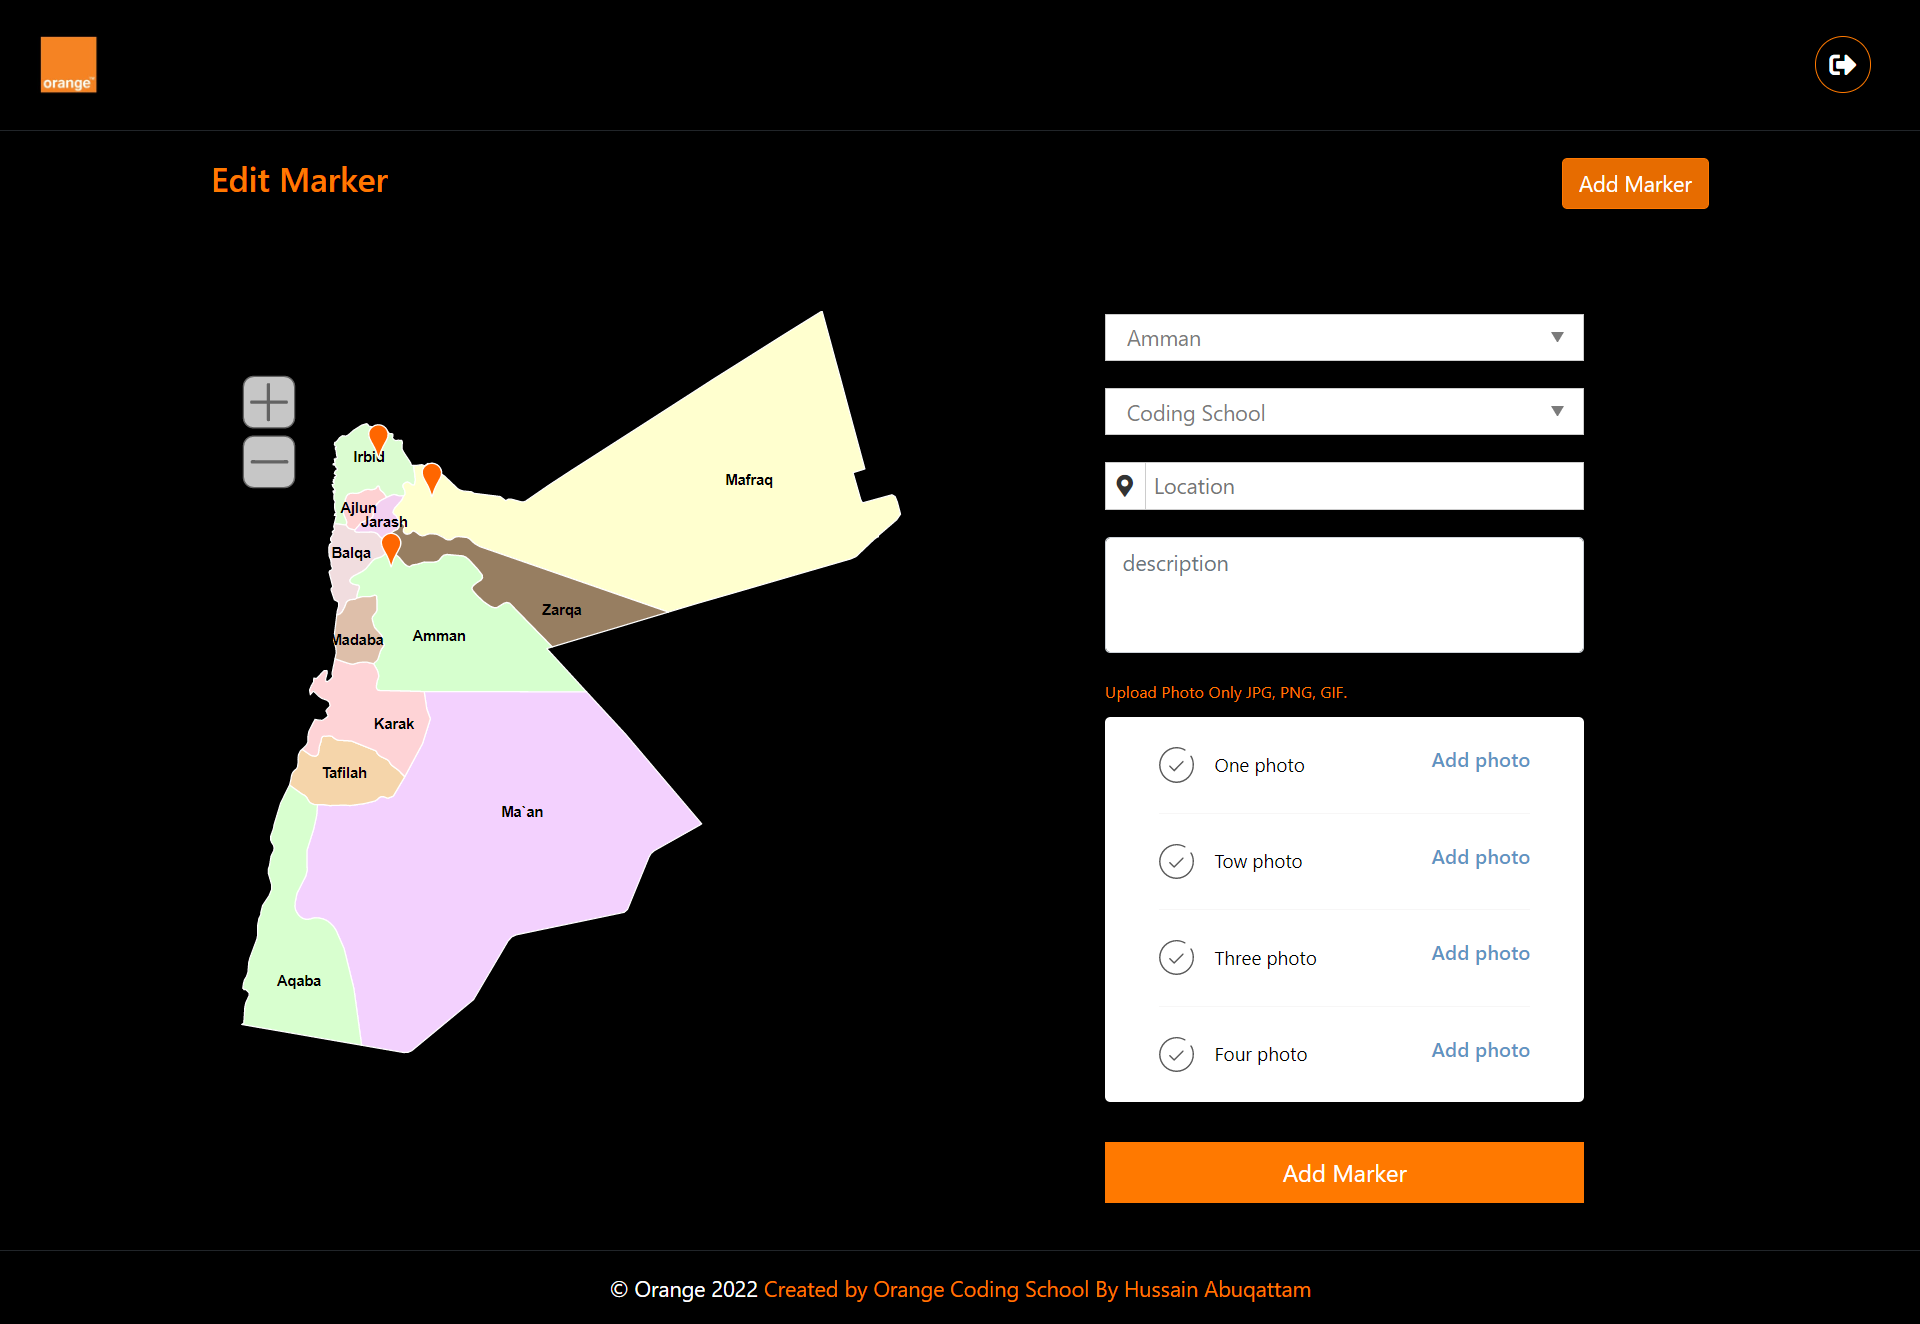 orange™
Edit Marker
Add Marker
Irbid
Ajlun
Jarash
Balqa
Mafraq
Zarqa
Madaba
Amman
Karak
Tafilah
Ma`an
Aqaba
Amman
Coding School
Location
description
Upload Photo Only JPG, PNG, GIF.
One photo Add photo
Tow photo Add photo
Three photo Add photo
Four photo Add photo
Add Marker
© Orange 2022 Created by Orange Coding School By Hussain Abuqattam